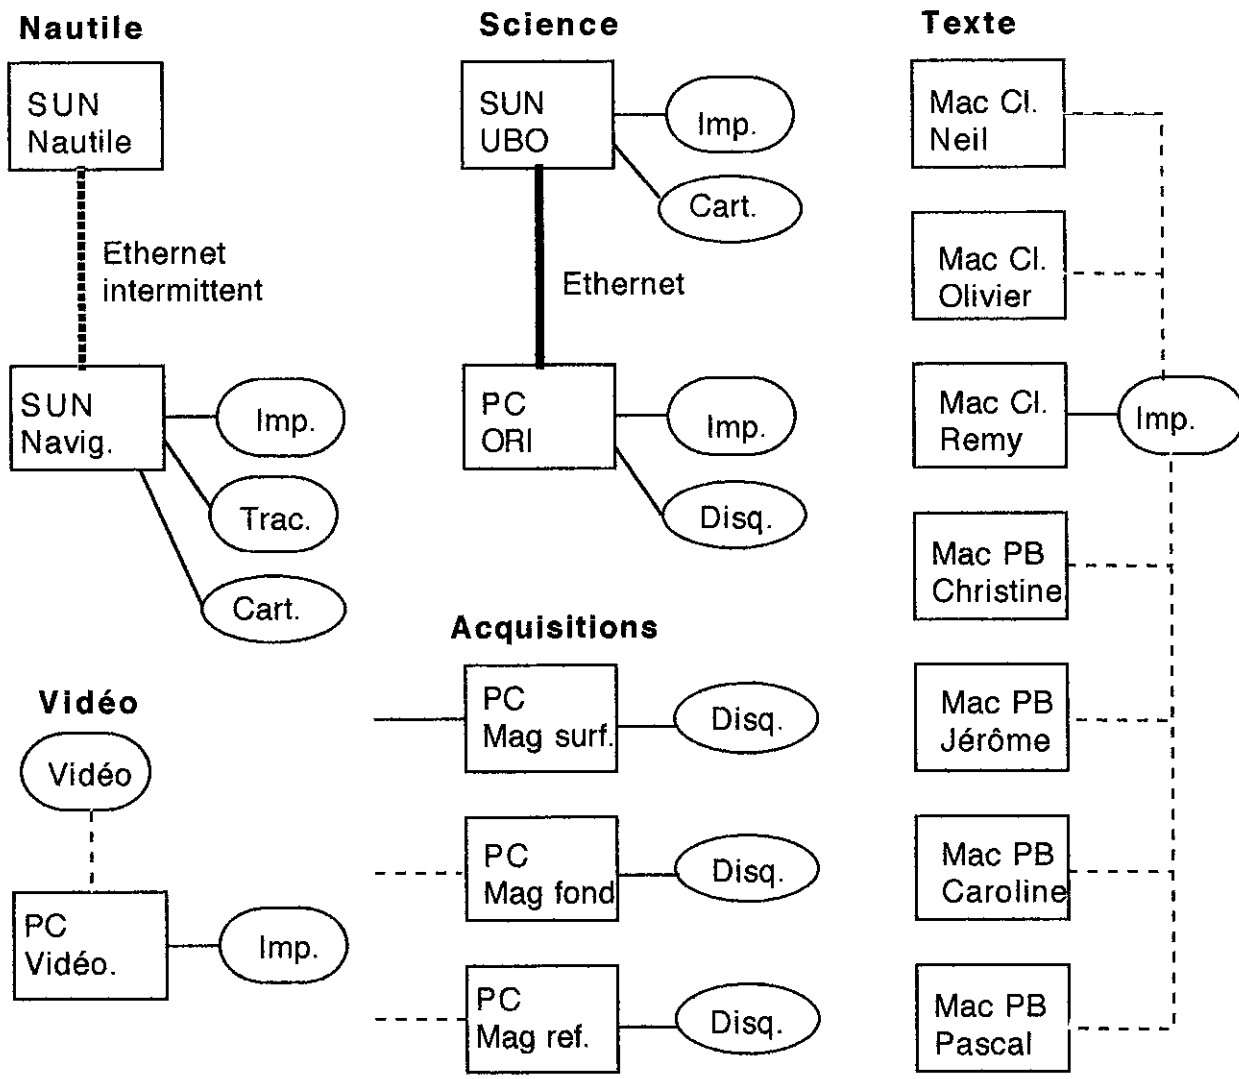 Nautile
SUN
Nautile
Ethernet
intermittent
SUN
Navig.
Imp.
Trac.
Cart.
Vidéo
Vidéo
PC
Vidéo.
Imp.
Science
SUN
UBO
Imp.
Cart.
Ethernet
PC
ORI
Imp.
Disq.
Acquisitions
PC
Mag surf.
Disq.
PC
Mag fond
Disq.
PC
Mag ref.
Disq.
Texte
Mac Cl.
Neil
Mac Cl.
Olivier
Mac Cl.
Remy
Imp.
Mac PB
Christine
Mac PB
Jérôme
Mac PB
Caroline
Mac PB
Pascal